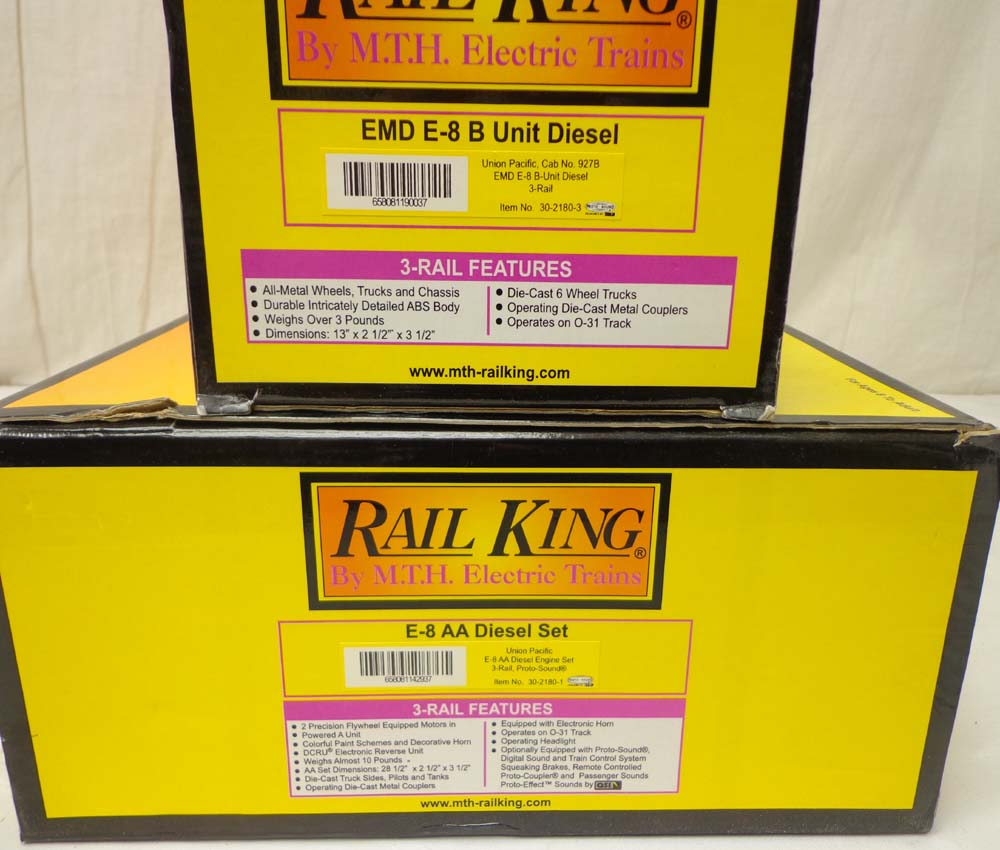 RAIL KING®
By M.T.H. Electric Trains
EMD E-8 B Unit Diesel
Union Pacific, Cab No. 927B
EMD E-8 B-Unit Diesel
3-Rail
658081190037
Item No. 30-2180-3
3-RAIL FEATURES
• All-Metal Wheels, Trucks and Chassis
• Durable Intricately Detailed ABS Body
• Weighs Over 3 Pounds
• Dimensions: 13" x 2 1/2"" x 3 1/2"
• Die-Cast 6 Wheel Trucks
• Operating Die-Cast Metal Couplers
• Operates on O-31 Track
www.mth-railking.com
For Ages 8 To Adult
RAIL KING®
By M.T.H. Electric Trains
E-8 AA Diesel Set
Union Pacific
E-8 AA Diesel Engine Set
3-Rail, Proto-Sound®
658081142937
Item No. 30-2180-1
3-RAIL FEATURES
• 2 Precision Flywheel Equipped Motors in
• Powered A Unit
• Colorful Paint Schemes and Decorative Horn
• DCRU® Electronic Reverse Unit
• Weighs Almost 10 Pounds
• AA Set Dimensions: 28 1/2" x 2 1/2" x 3 1/2"
• Die-Cast Truck Sides, Pilots and Tanks
• Operating Die-Cast Metal Couplers
• Equipped with Electronic Horn
• Operates on O-31 Track
• Operating Headlight
• Optionally Equipped with Proto-Sound®,
Digital Sound and Train Control System
Squeaking Brakes, Remote Controlled
Proto-Coupler® and Passenger Sounds
Proto-Effect™ Sounds by
www.mth-railking.com